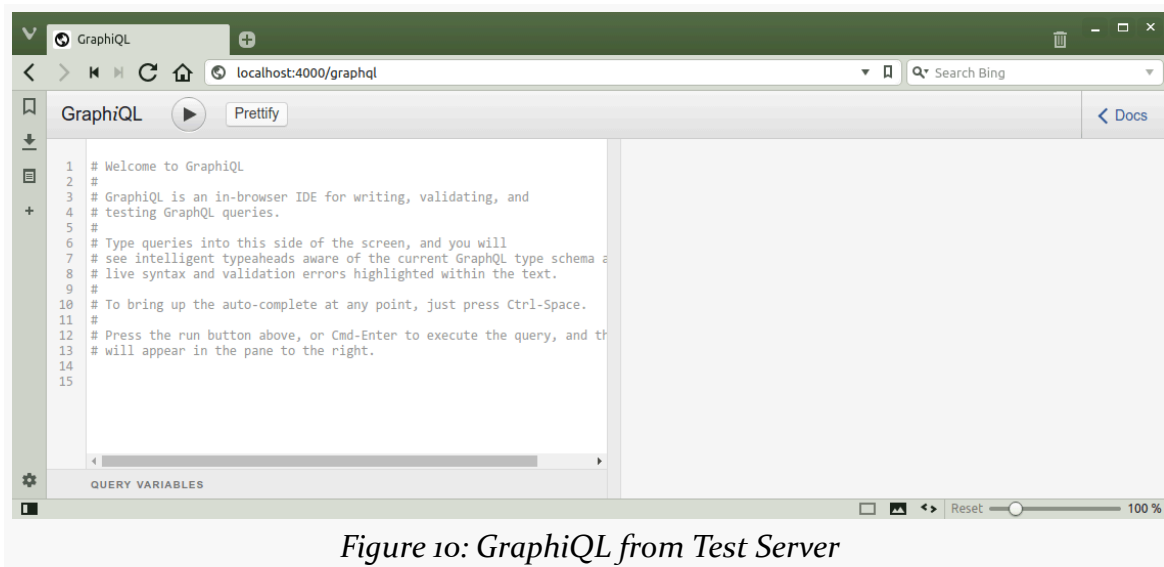 GraphiQL
localhost:4000/graphql
Search Bing
GraphiQL
Prettify
Docs
1 # Welcome to GraphiQL
2 #
3 # GraphiQL is an in-browser IDE for writing, validating, and
4 # testing GraphQL queries.
5 #
6 # Type queries into this side of the screen, and you will
7 # see intelligent typeaheads aware of the current GraphQL type schema a
8 # live syntax and validation errors highlighted within the text.
9 #
10 # To bring up the auto-complete at any point, just press Ctrl-Space.
11 #
12 # Press the run button above, or Cmd-Enter to execute the query, and th
13 # will appear in the pane to the right.
14
15
QUERY VARIABLES
Reset 100 %
Figure 10: GraphiQL from Test Server